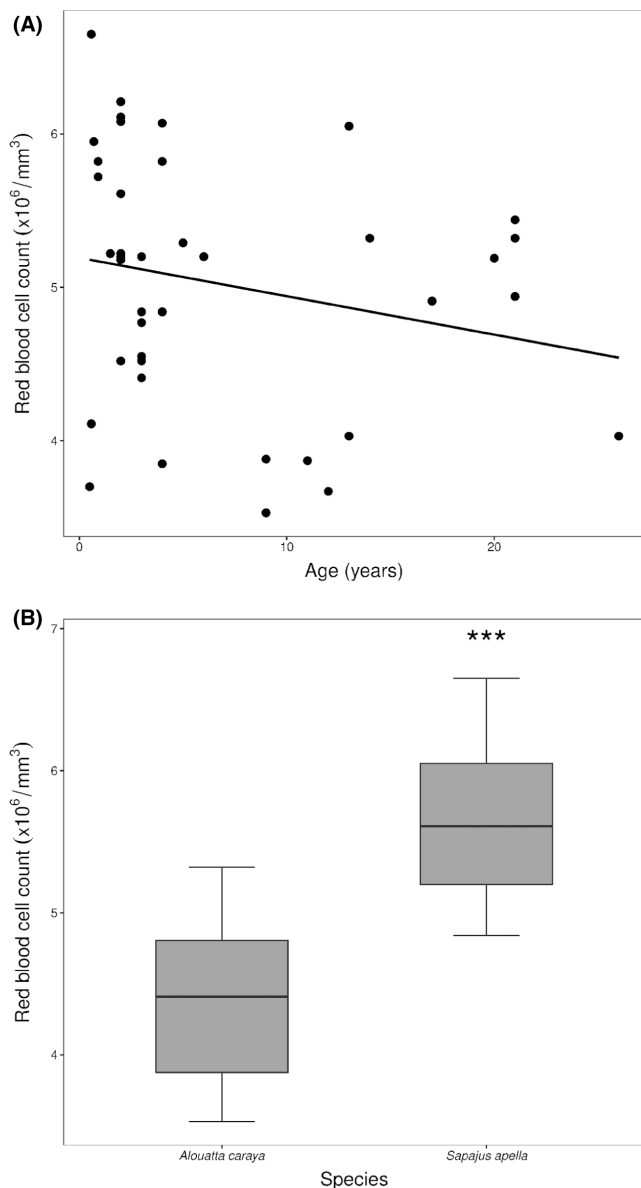 (A)
Red blood cell count (x10⁶/mm³)
6
5
4
0 10 20
Age (years)
(B)
Red blood cell count (x10⁶/mm³)
7
6
5
4
***
Alouatta caraya Sapajus apella
Species